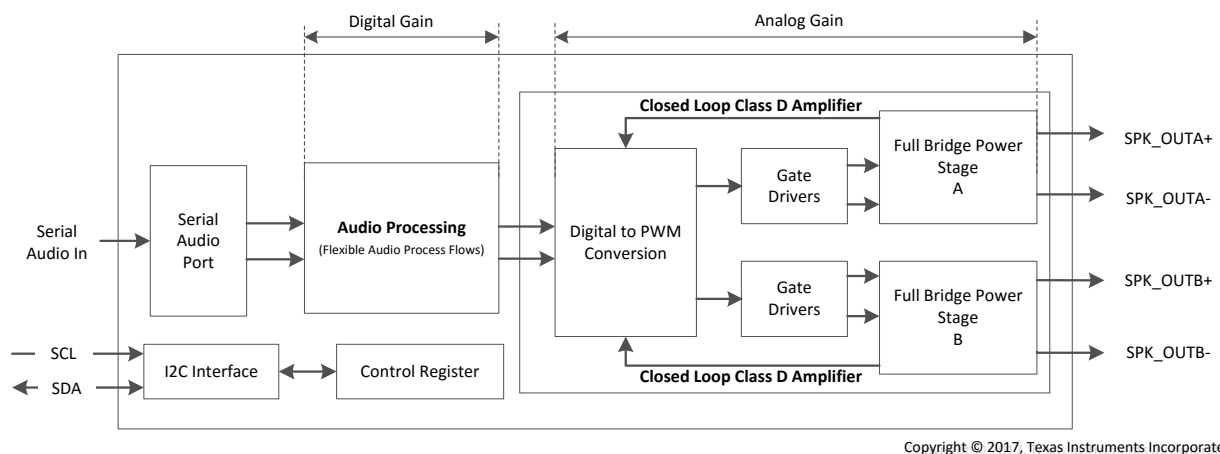 Digital Gain
Analog Gain
Closed Loop Class D Amplifier
Serial
Audio In
Serial
Audio
Port
Audio Processing
(Flexible Audio Process Flows)
Digital to PWM
Conversion
Gate
Drivers
Full Bridge Power
Stage
A
SPK_OUTA+
SPK_OUTA-
Gate
Drivers
Full Bridge Power
Stage
B
SPK_OUTB+
SPK_OUTB-
SCL
SDA
I2C Interface
Control Register
Closed Loop Class D Amplifier
Copyright © 2017, Texas Instruments Incorporate